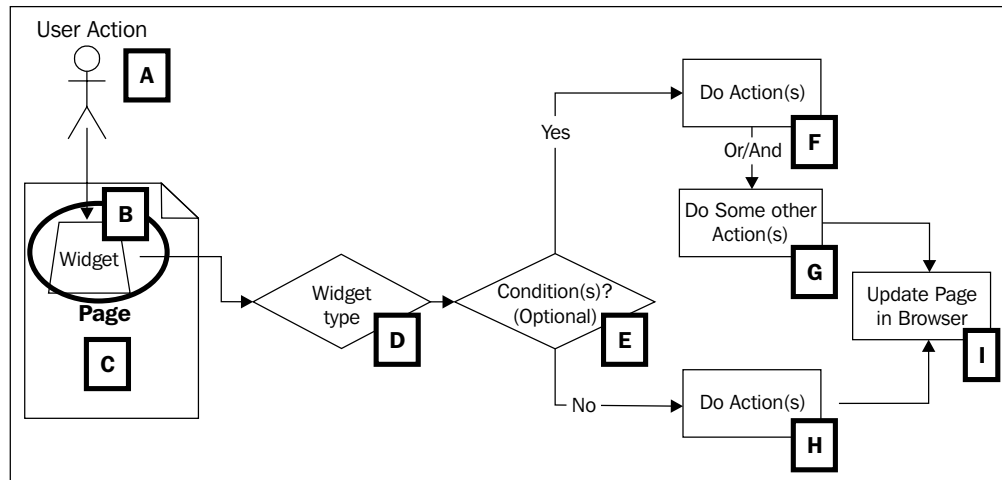 User Action
A
B
Widget
Page
C
Widget
type
D
Condition(s)?
(Optional)
E
Yes
No
Do Action(s)
F
Or/And
Do Some other
Action(s)
G
Do Action(s)
H
Update Page
in Browser
I